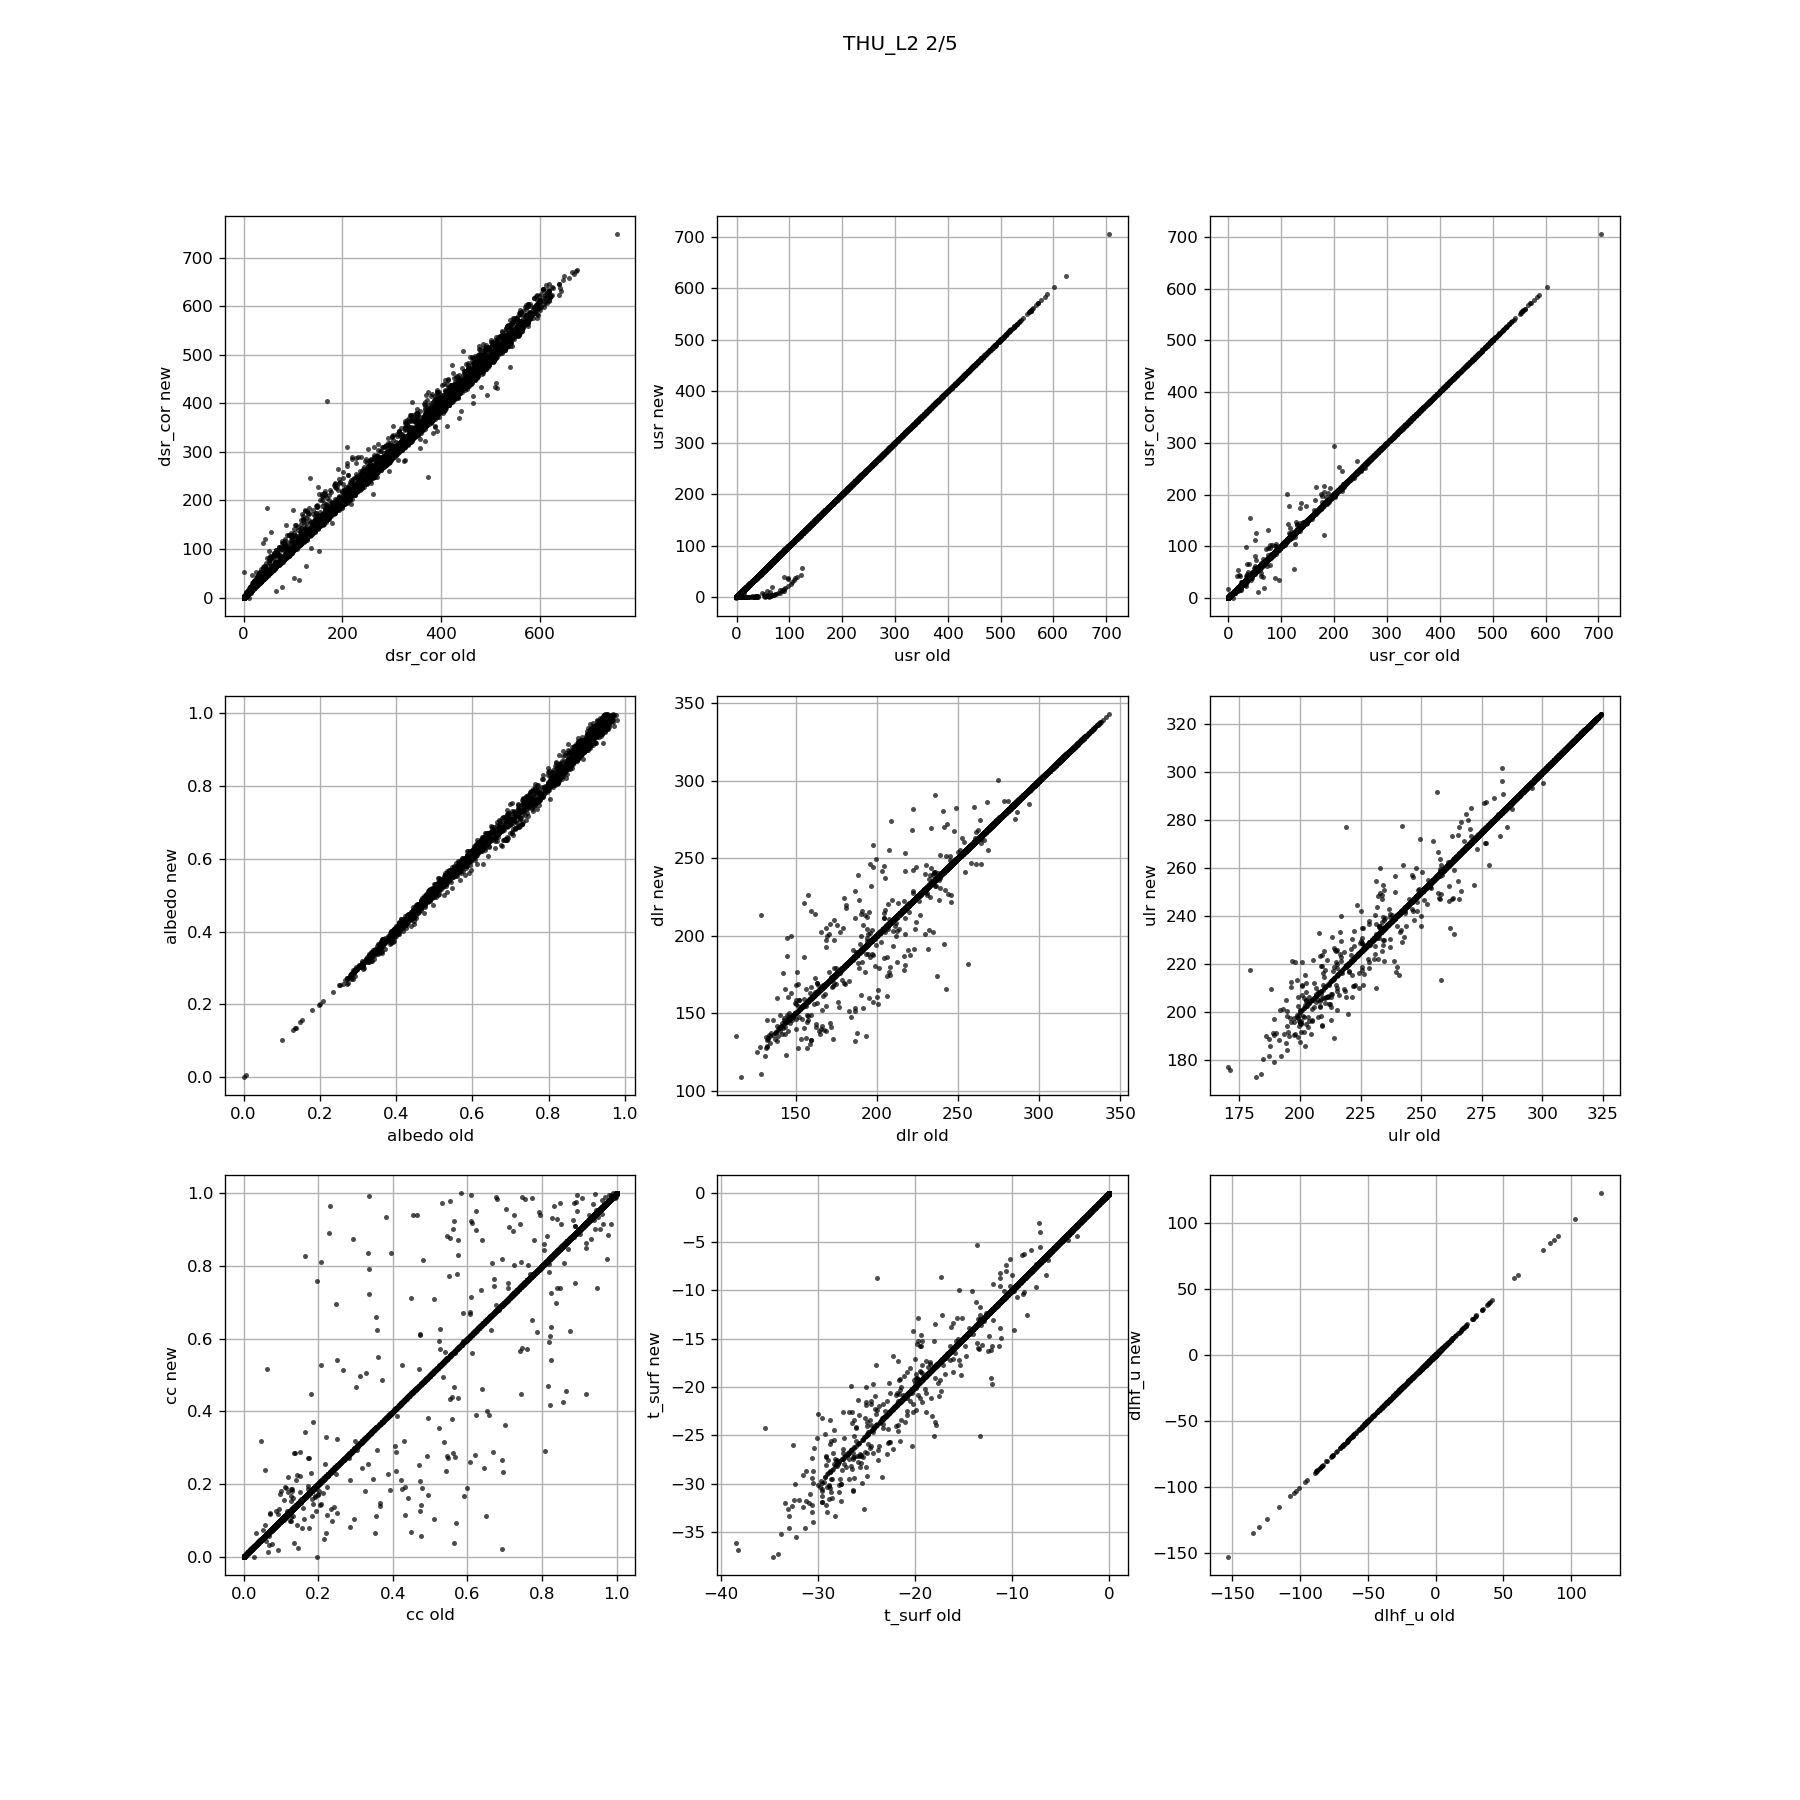 THU_L2 2/5
700
600
500
400
300
200
100
0
dsr_cor new
0 200 400 600
dsr_cor old
700
600
500
400
300
200
100
0
usr new
0 100 200 300 400 500 600 700
usr old
700
600
500
400
300
200
100
0
usr_cor new
0 100 200 300 400 500 600 700
usr_cor old
1.0
0.8
0.6
0.4
0.2
0.0
albedo new
0.0 0.2 0.4 0.6 0.8 1.0
albedo old
350
300
250
200
150
100
dlr new
150 200 250 300 350
dlr old
320
300
280
260
240
220
200
180
ulr new
175 200 225 250 275 300 325
ulr old
1.0
0.8
0.6
0.4
0.2
0.0
cc new
0.0 0.2 0.4 0.6 0.8 1.0
cc old
0
−5
−10
−15
−20
−25
−30
−35
t_surf new
−40 −30 −20 −10 0
t_surf old
100
50
0
−50
−100
−150
dlhf_u new
−150 −100 −50 0 50 100
dlhf_u old